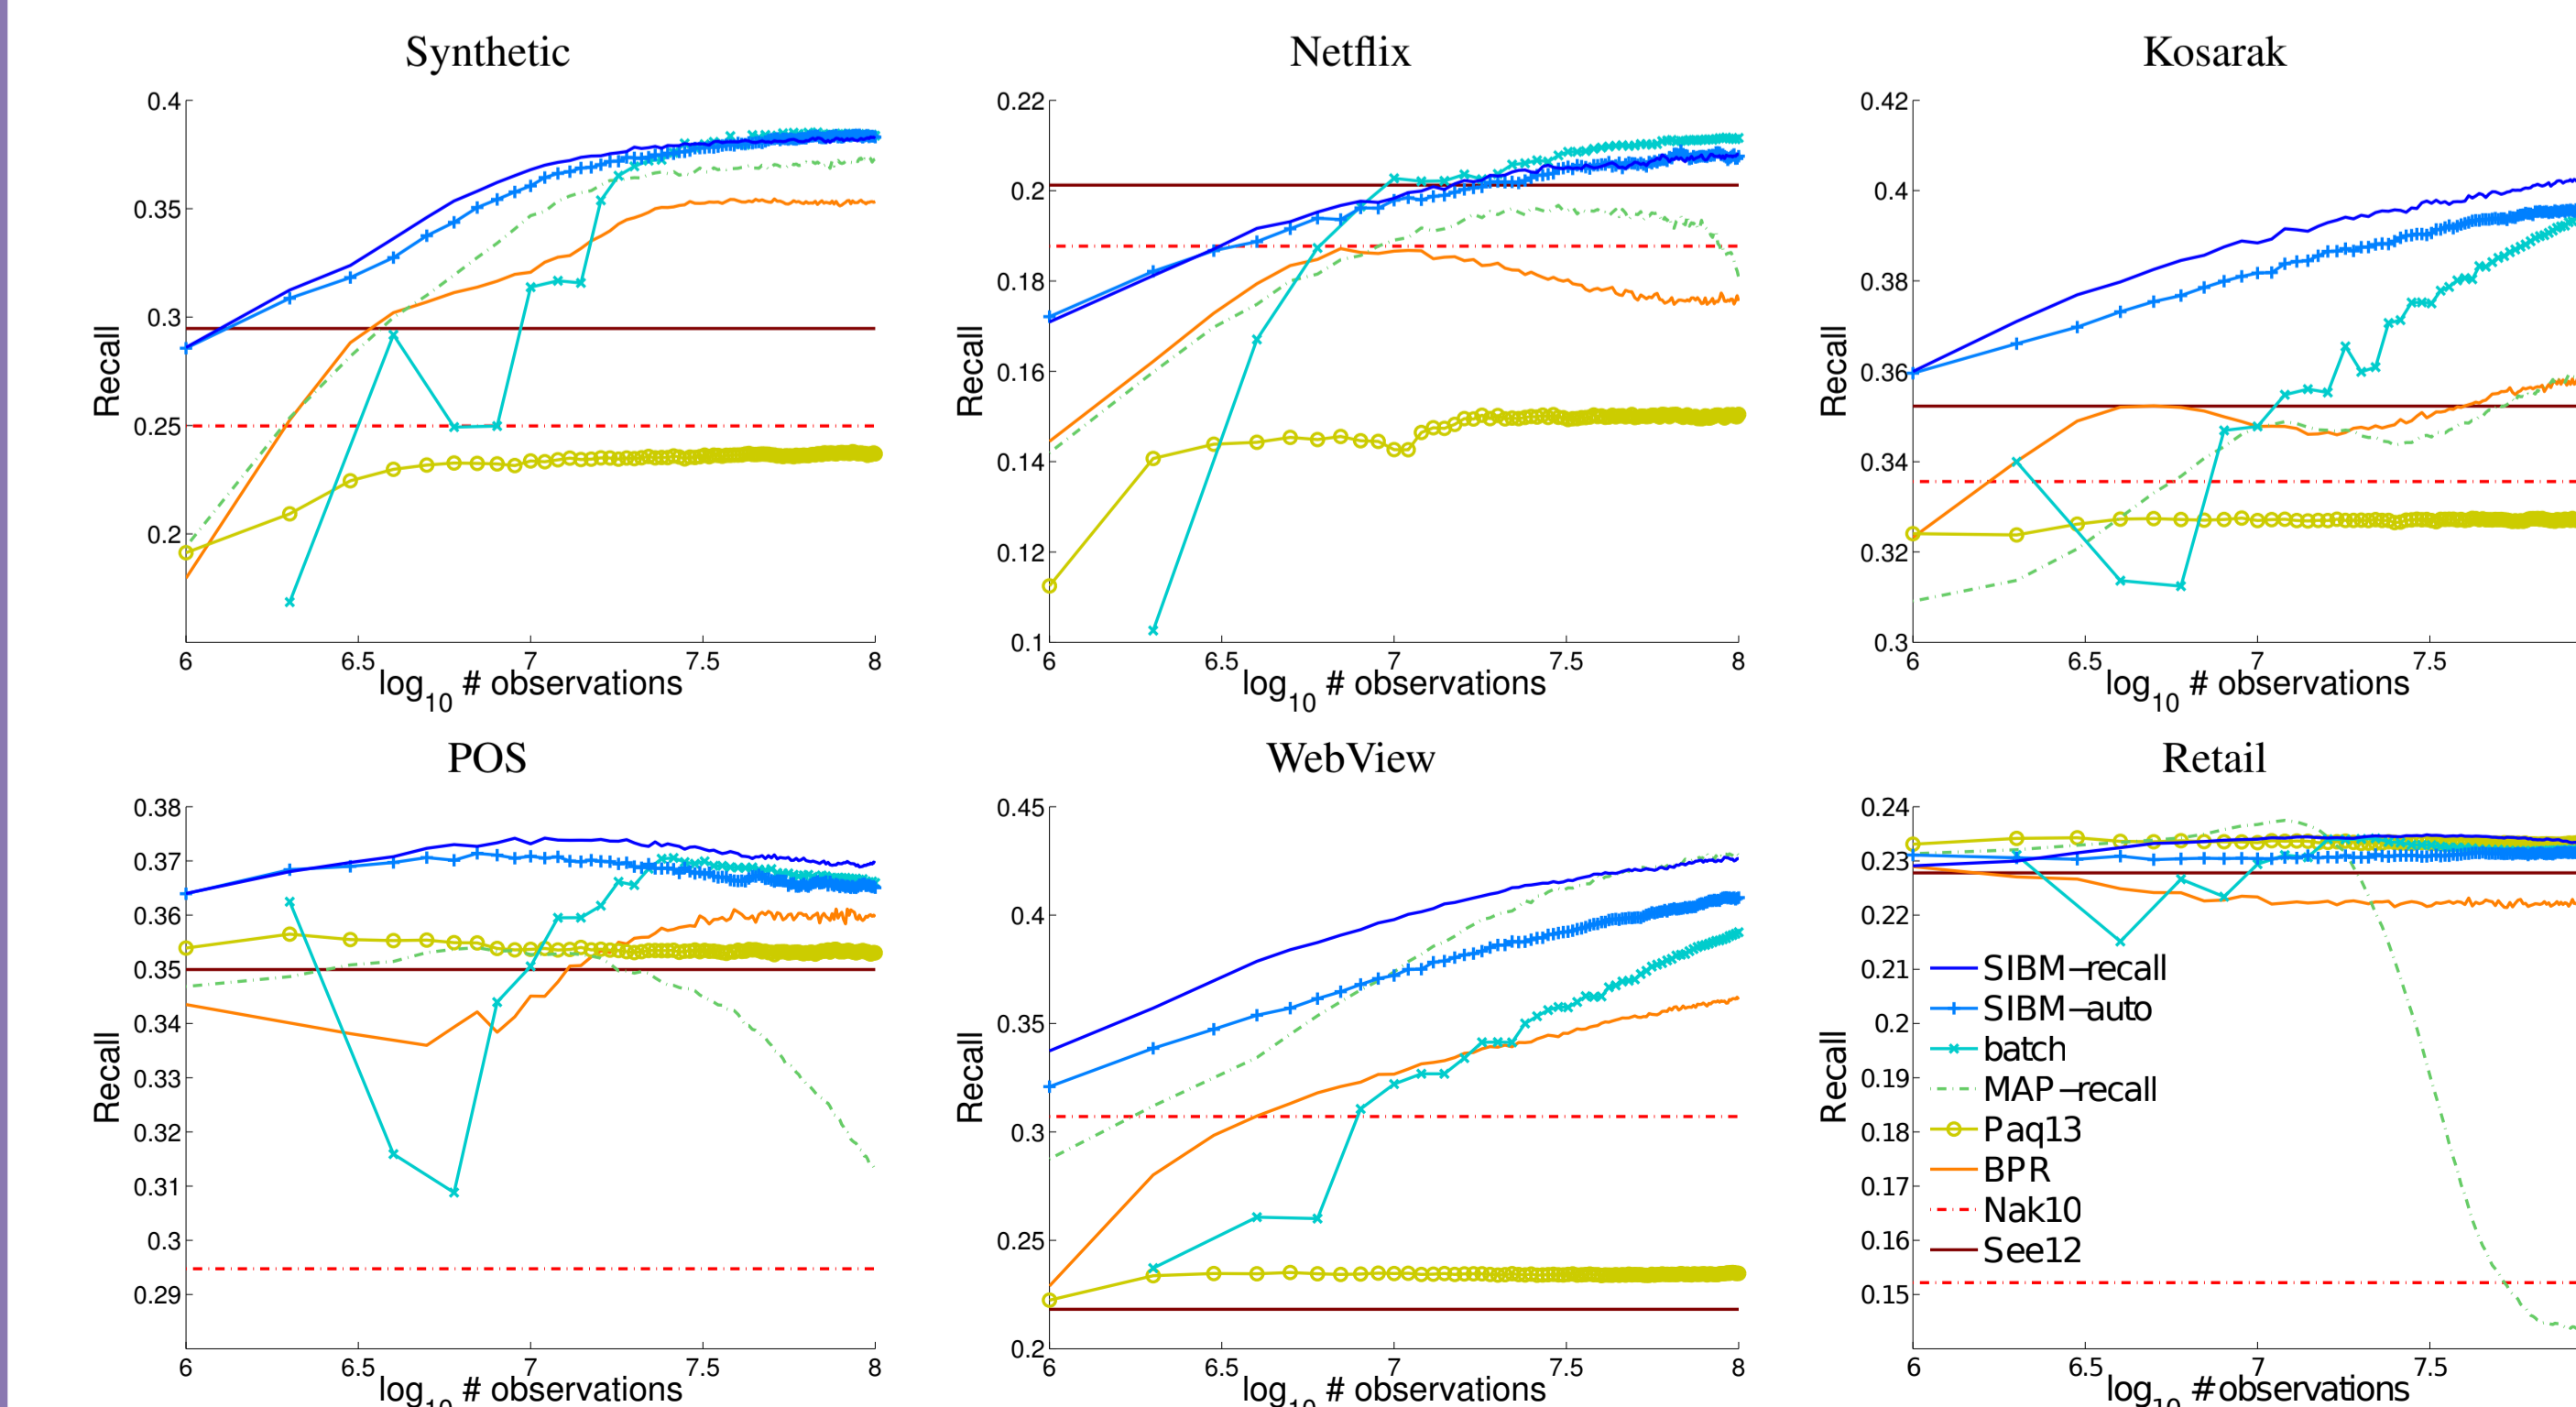 Synthetic
0.4
0.35
0.3
0.25
0.2
Recall
6 6.5 7 7.5 8
log10 # observations
Netflix
0.22
0.2
0.18
0.16
0.14
0.12
0.1
Recall
6 6.5 7 7.5 8
log10 # observations
Kosarak
0.42
0.4
0.38
0.36
0.34
0.32
0.3
Recall
6 6.5 7 7.5
log10 # observations
POS
0.38
0.37
0.36
0.35
0.34
0.33
0.32
0.31
0.3
0.29
Recall
6 6.5 7 7.5 8
log10 # observations
WebView
0.45
0.4
0.35
0.3
0.25
0.2
Recall
6 6.5 7 7.5 8
log10 # observations
Retail
0.24
0.23
0.22
0.21
0.2
0.19
0.18
0.17
0.16
0.15
Recall
SIBM−recall
SIBM−auto
batch
MAP−recall
Paq13
BPR
Nak10
See12
6 6.5 7 7.5
log10 # observations